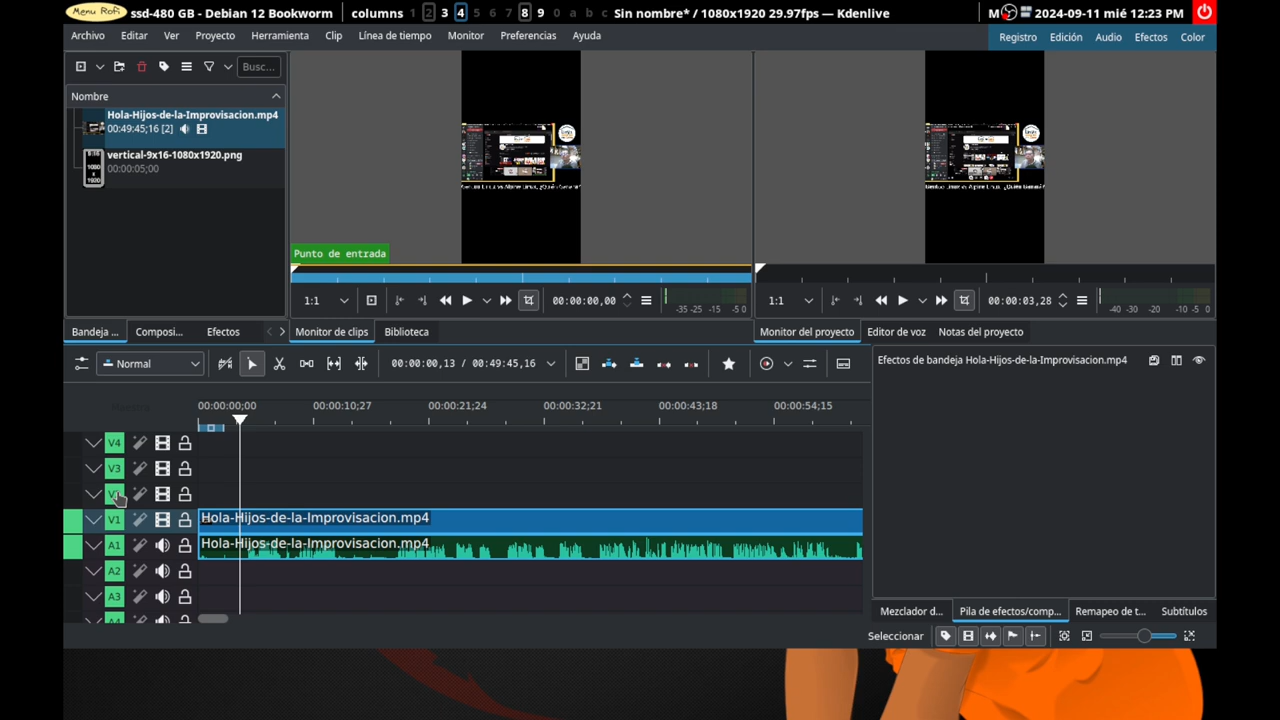 Menu Rofi ssd-480 GB - Debian 12 Bookworm columns 1 2 3 4 5 6 7 8 9 0 a b c Sin nombre* / 1080x1920 29.97fps — Kdenlive M 2024-09-11 mié 12:23 PM
Archivo Editar Ver Proyecto Herramienta Clip Línea de tiempo Monitor Preferencias Ayuda Registro Edición Audio Efectos Color
Busc...
Nombre
Hola-Hijos-de-la-Improvisacion.mp4
00:49:45;16 [2]
vertical-9x16-1080x1920.png
00:00:05;00
9:16
1080
x
1920
Punto de entrada
1:1 00:00:00,00 -35 -25 -15 -5 0
1:1 00:00:03,28 -40 -30 -20 -10 -5 0
Bandeja ... Composi... Efectos Monitor de clips Biblioteca Monitor del proyecto Editor de voz Notas del proyecto
Normal 00:00:00,13 / 00:49:45,16
Efectos de bandeja Hola-Hijos-de-la-Improvisacion.mp4
Maestra
00:00:00;00 00:00:10;27 00:00:21;24 00:00:32;21 00:00:43;18 00:00:54;15
V4
V3
V1 Hola-Hijos-de-la-Improvisacion.mp4
A1 Hola-Hijos-de-la-Improvisacion.mp4
A2
A3
A4
Mezclador d... Pila de efectos/comp... Remapeo de t... Subtítulos
Seleccionar